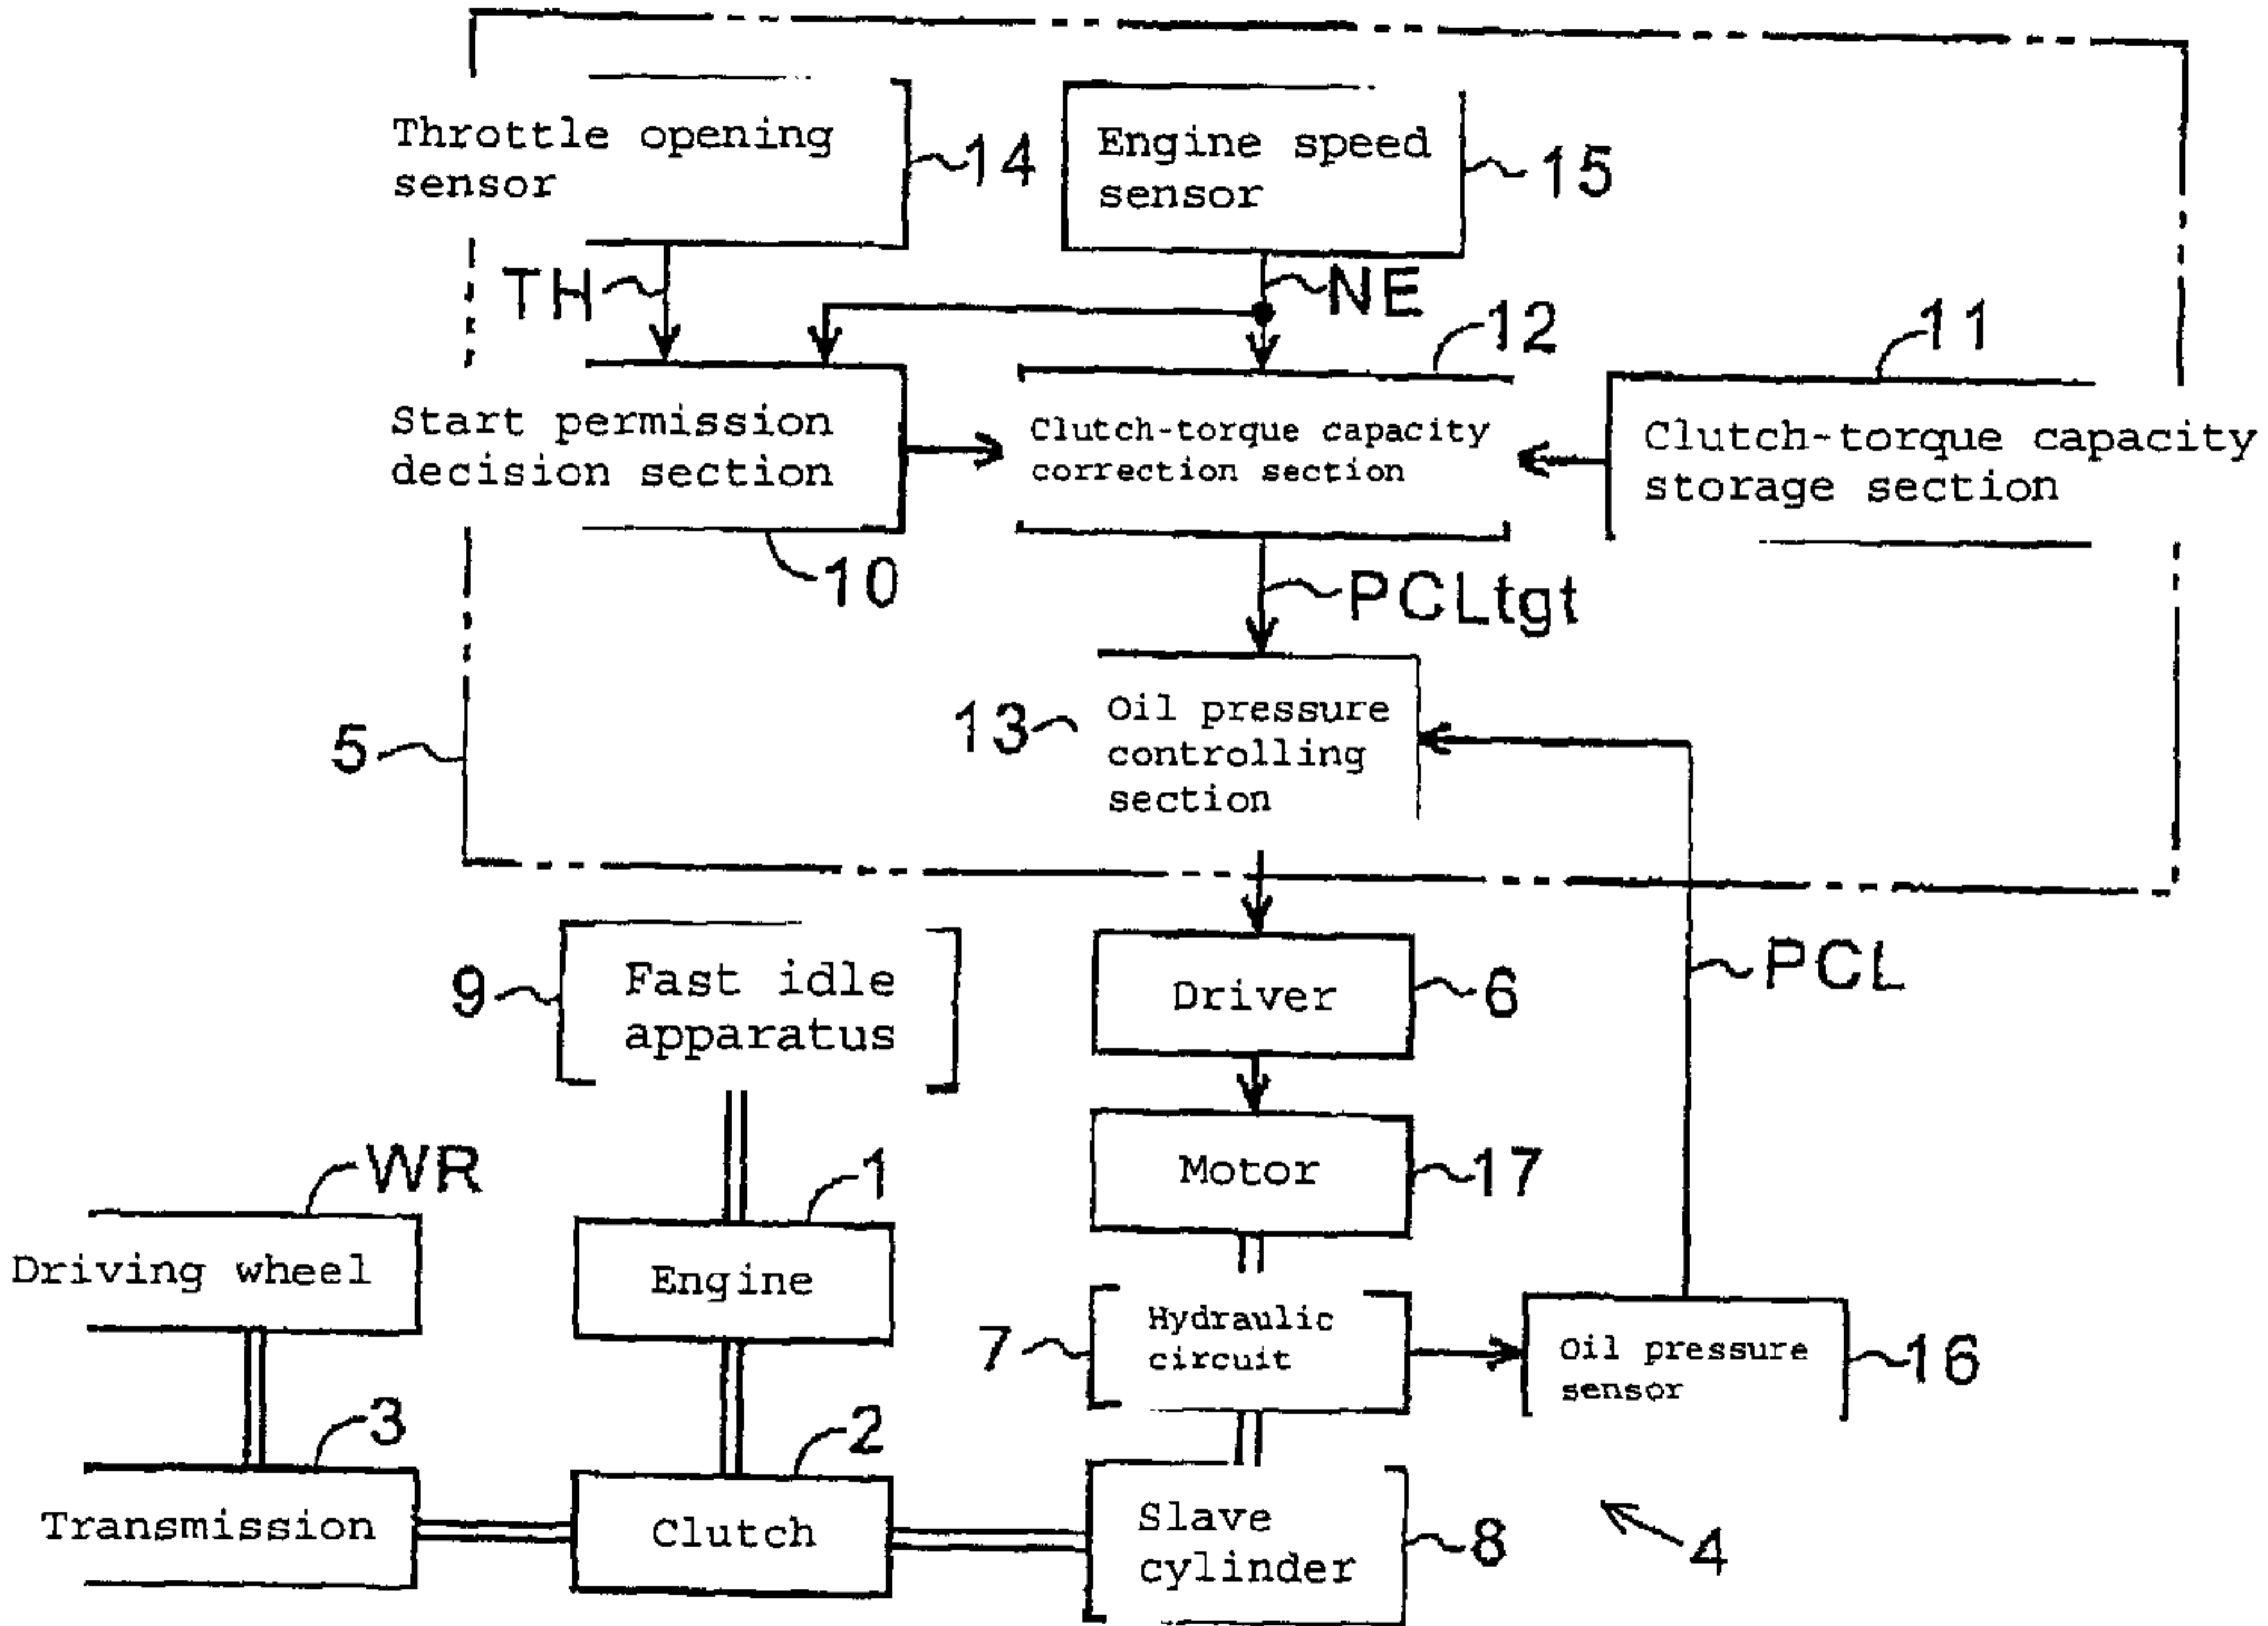 Throttle opening
sensor
14
Engine speed
sensor
15
TH
NE
12
11
Start permission
decision section
10
Clutch-torque capacity
correction section
Clutch-torque capacity
storage section
PCLtgt
13
Oil pressure
controlling
section
5
9
Fast idle
apparatus
Driver
6
PCL
Motor
17
WR
1
Driving wheel
Engine
7
Hydraulic
circuit
Oil pressure
sensor
16
3
2
Transmission
Clutch
Slave
cylinder
8
4